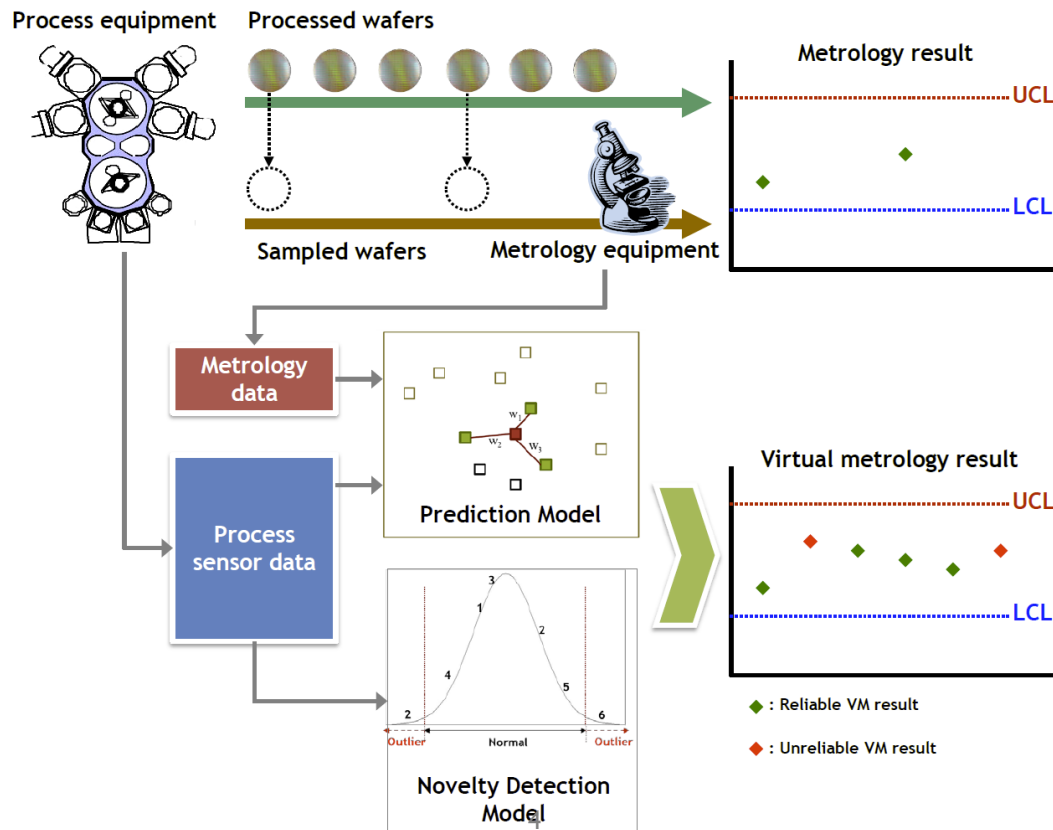 Process equipment
Processed wafers
Metrology result
UCL
LCL
Sampled wafers
Metrology equipment
Metrology
data
Process
sensor data
w1
w2
w3
Prediction Model
3
1
2
4
5
2
6
Outlier
Normal
Outlier
Novelty Detection
Model
4
Virtual metrology result
UCL
LCL
: Reliable VM result
: Unreliable VM result